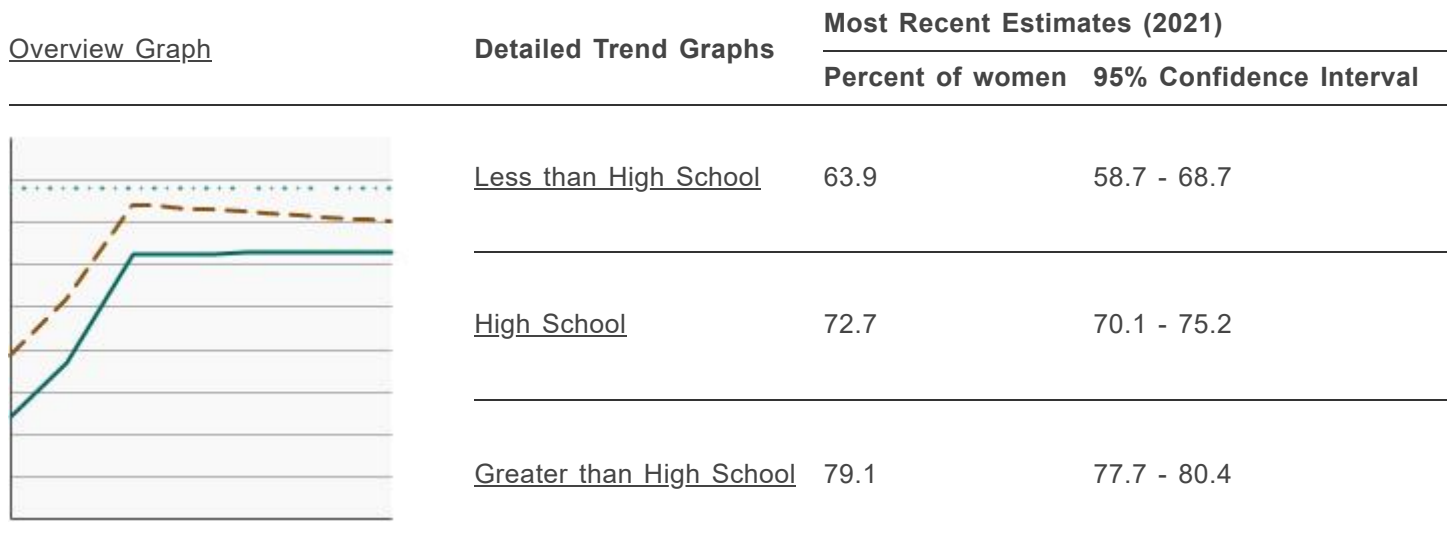 Overview Graph
Detailed Trend Graphs
Most Recent Estimates (2021)
Percent of women
95% Confidence Interval
Less than High School 63.9 58.7 - 68.7
High School 72.7 70.1 - 75.2
Greater than High School 79.1 77.7 - 80.4